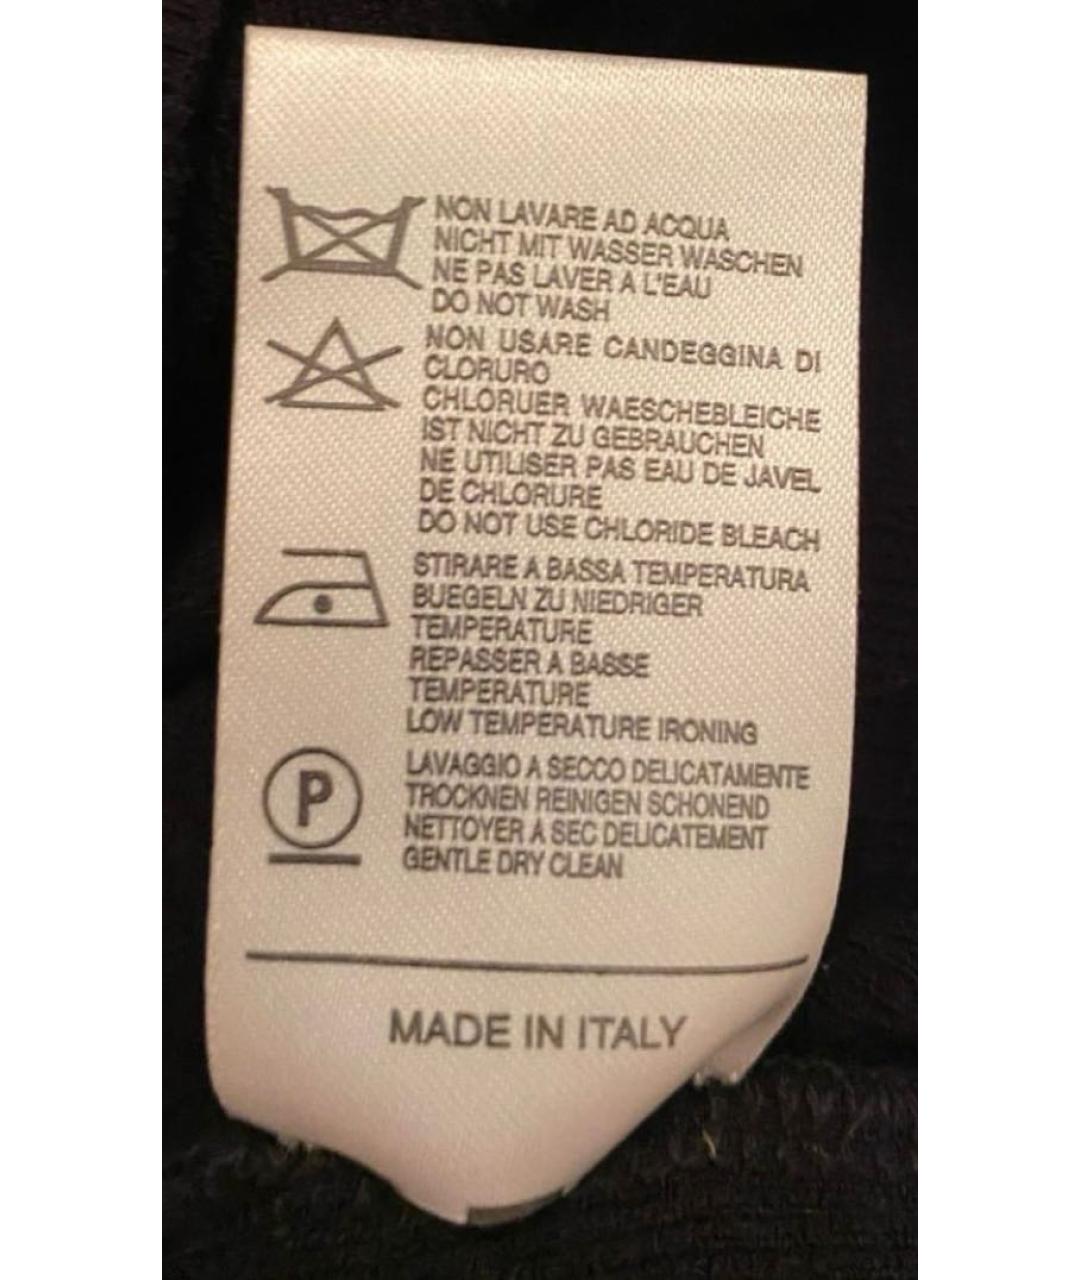 NON LAVARE AD ACQUA
NICHT MIT WASSER WASCHEN
NE PAS LAVER A L'EAU
DO NOT WASH
NON USARE CANDEGGINA DI
CLORURO
CHLORUER WAESCHEBLEICHE
IST NICHT ZU GEBRAUCHEN
NE UTILISER PAS EAU DE JAVEL
DE CHLORURE
DO NOT USE CHLORIDE BLEACH
STIRARE A BASSA TEMPERATURA
BUEGELN ZU NIEDRIGER
TEMPERATURE
REPASSER A BASSE
TEMPERATURE
LOW TEMPERATURE IRONING
P
LAVAGGIO A SECCO DELICATAMENTE
TROCKNEN REINIGEN SCHONEND
NETTOYER A SEC DELICATEMENT
GENTLE DRY CLEAN
MADE IN ITALY